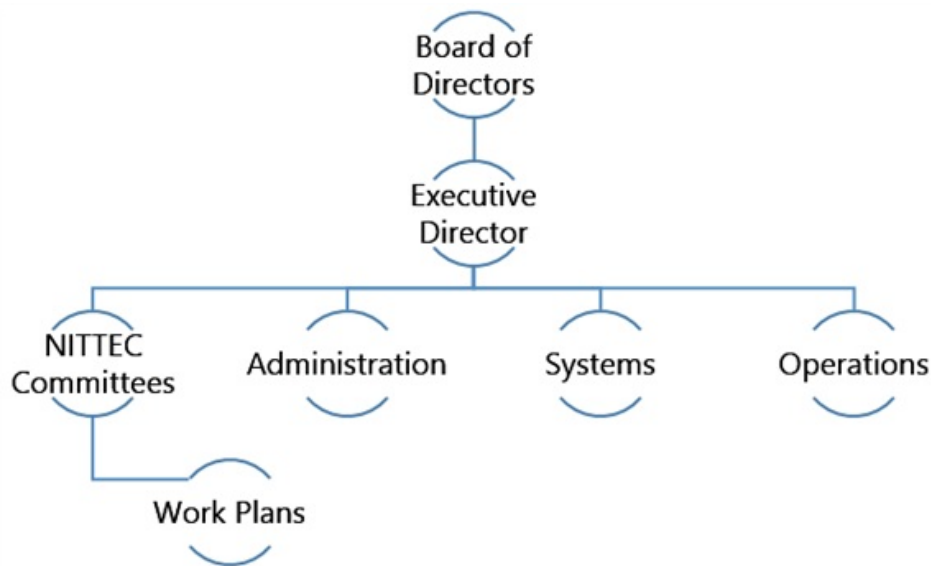 Board of
Directors
Executive
Director
NITTEC
Committees
Administration
Systems
Operations
Work Plans